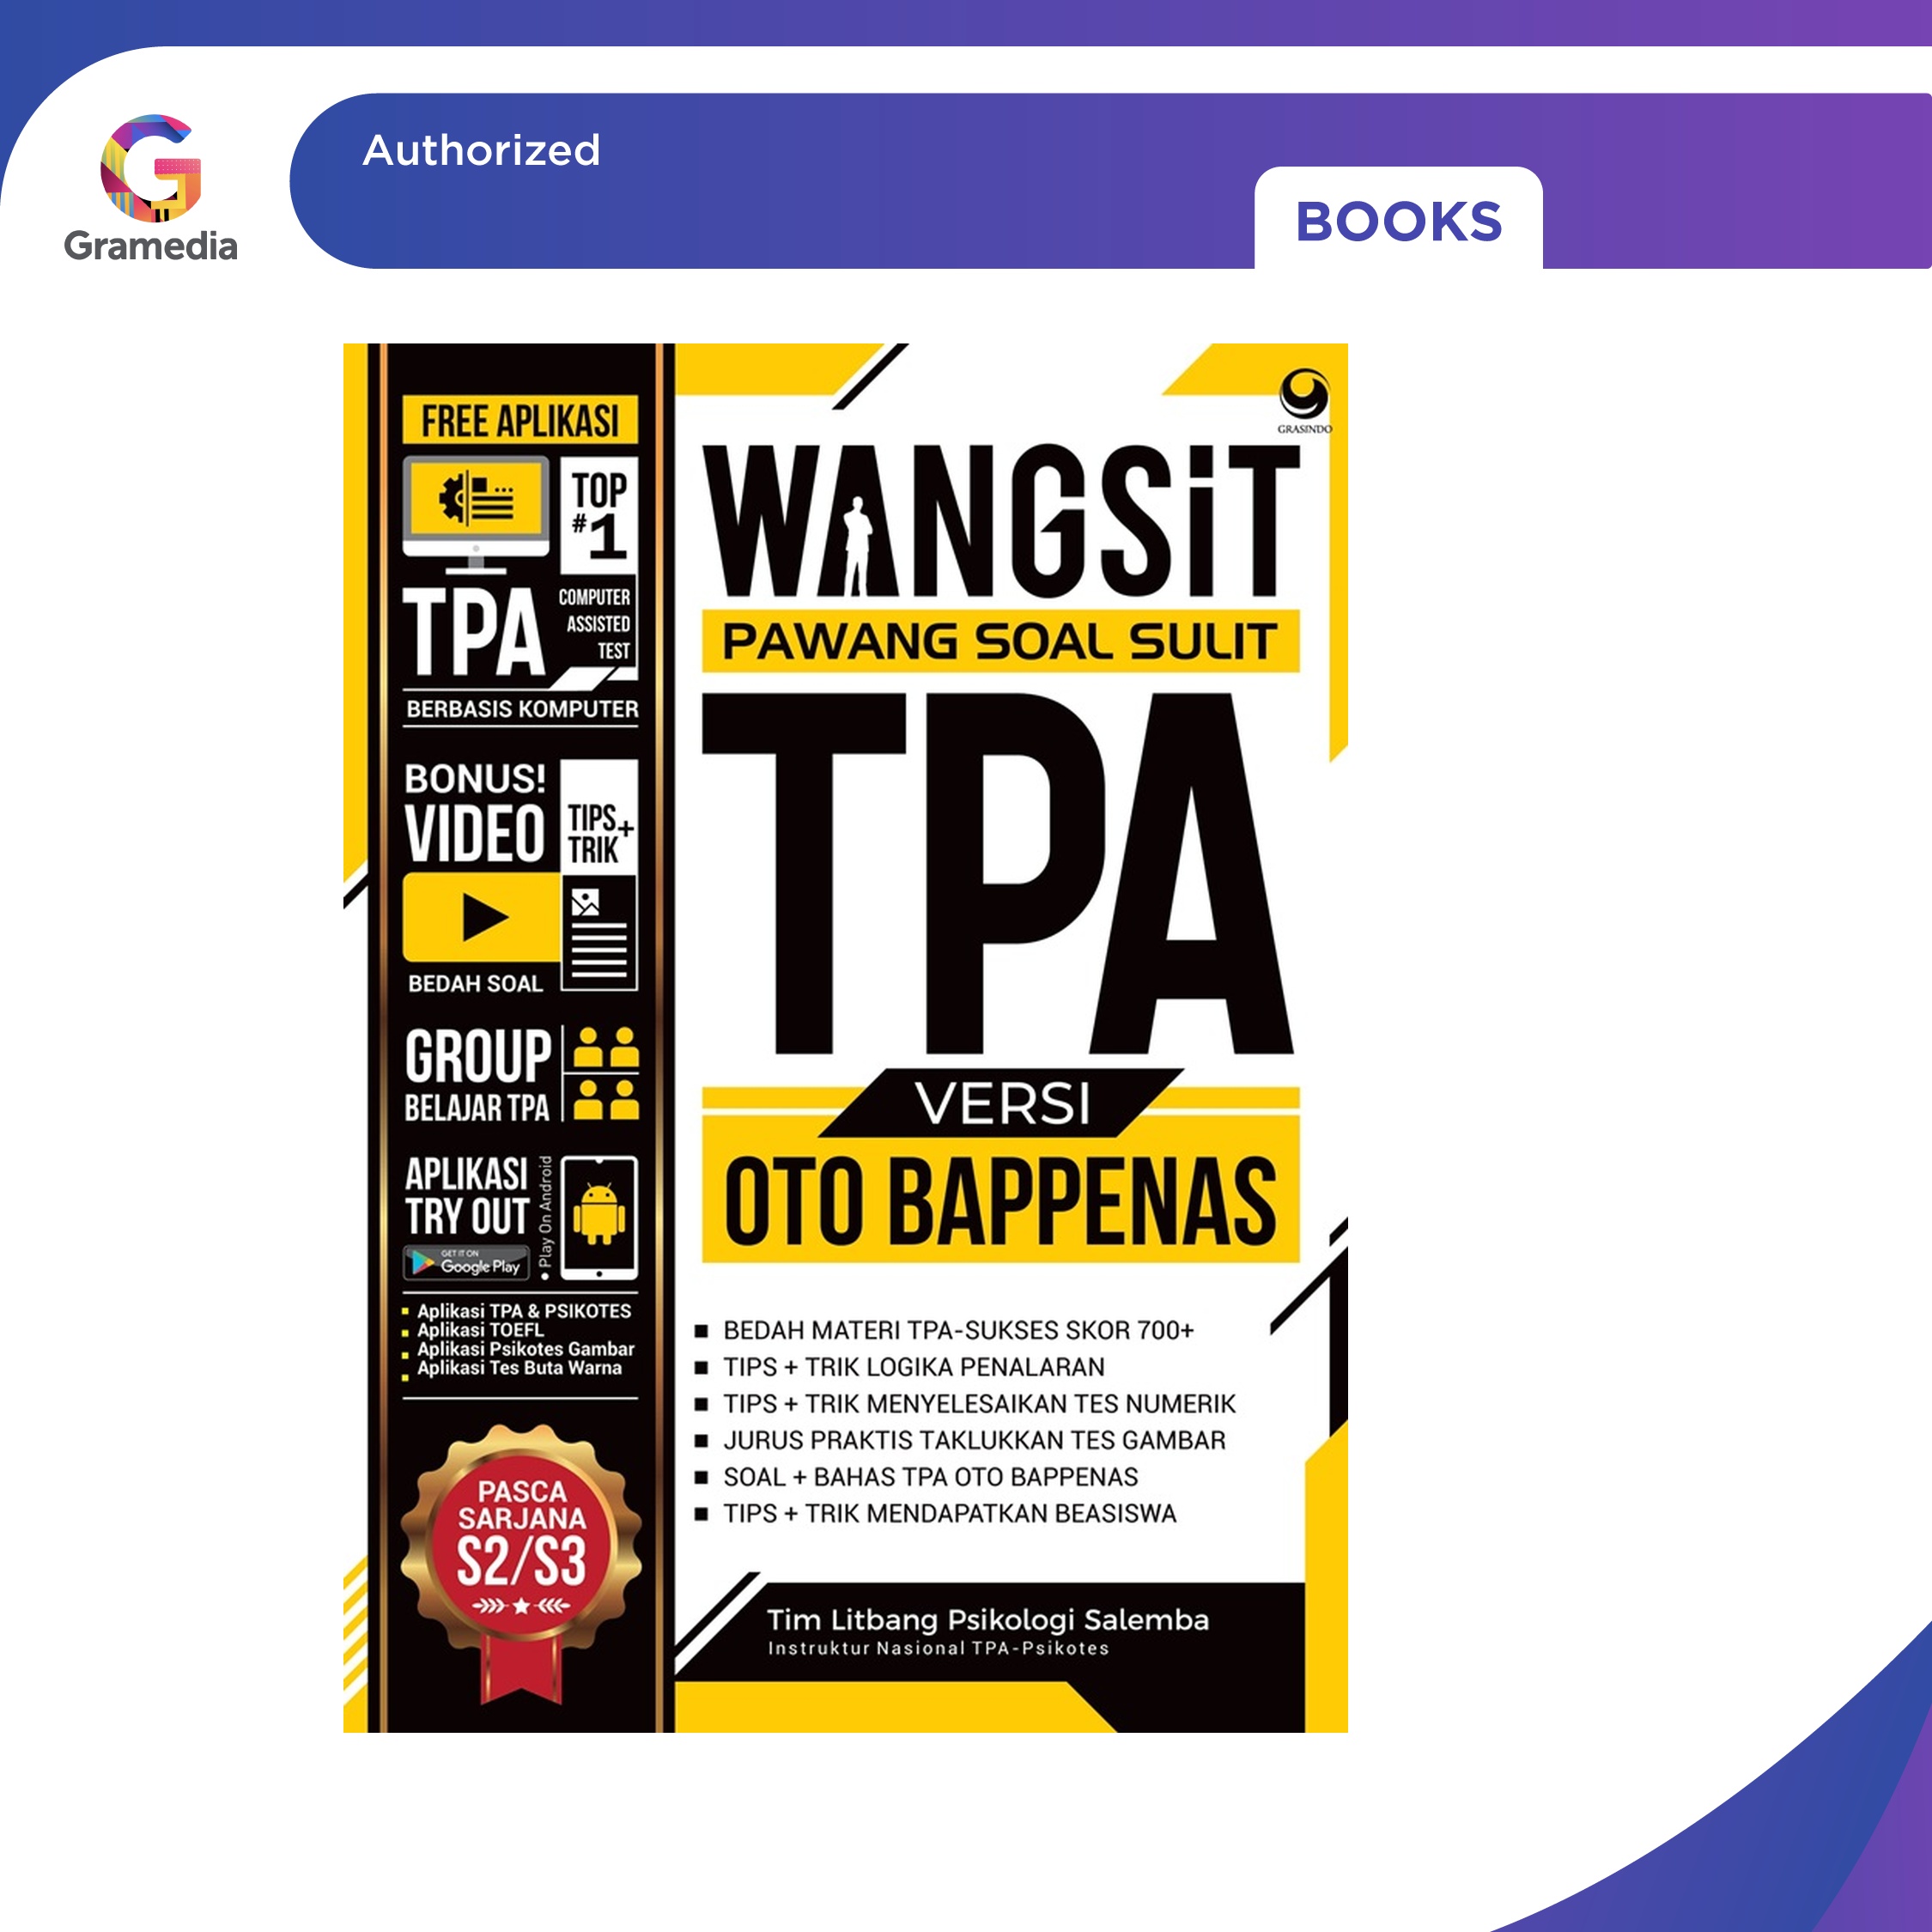 Gramedia
Authorized
BOOKS
FREE APLIKASI
TOP
#1
TPA
COMPUTER
ASSISTED
TEST
BERBASIS KOMPUTER
BONUS!
VIDEO
TIPS+
TRIK
BEDAH SOAL
GROUP
BELAJAR TPA
APLIKASI
TRY OUT
• Play On Android
GET IT ON
Google Play
Aplikasi TPA & PSIKOTES
Aplikasi TOEFL
Aplikasi Psikotes Gambar
Aplikasi Tes Buta Warna
PASCA
SARJANA
S2/S3
GRASINDO
WANGSiT
PAWANG SOAL SULIT
TPA
VERSI
OTO BAPPENAS
■ BEDAH MATERI TPA-SUKSES SKOR 700+
■ TIPS + TRIK LOGIKA PENALARAN
■ TIPS + TRIK MENYELESAIKAN TES NUMERIK
■ JURUS PRAKTIS TAKLUKKAN TES GAMBAR
■ SOAL + BAHAS TPA OTO BAPPENAS
■ TIPS + TRIK MENDAPATKAN BEASISWA
Tim Litbang Psikologi Salemba
Instruktur Nasional TPA-Psikotes